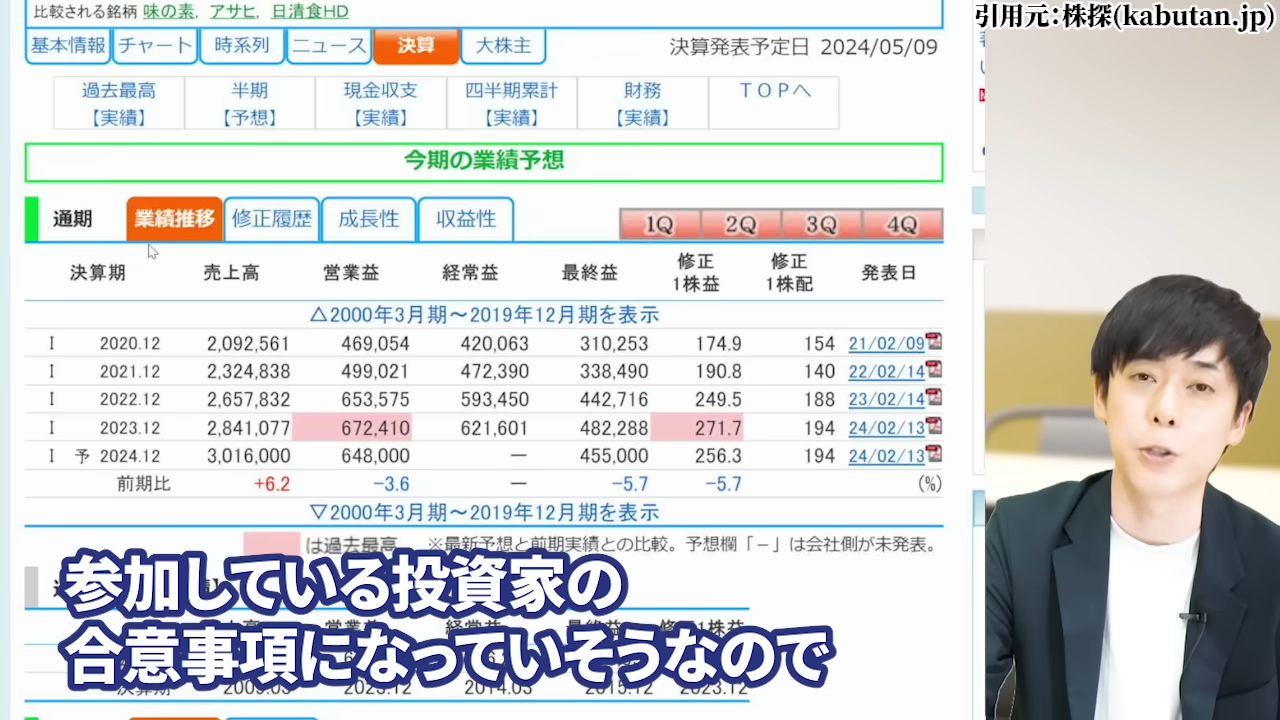 比較される銘柄 味の素, アサヒ, 日清食HD
引用元:株探(kabutan.jp)
基本情報 チャート 時系列 ニュース 決算 大株主 決算発表予定日 2024/05/09
過去最高 半期 現金収支 四半期累計 財務 TOPへ
【実績】 【予想】 【実績】 【実績】 【実績】
今期の業績予想
通期 業績推移 修正履歴 成長性 収益性 1Q 2Q 3Q 4Q
決算期 売上高 営業益 経常益 最終益 修正1株益 修正1株配 発表日
△2000年3月期～2019年12月期を表示
I 2020.12 2,092,561 469,054 420,063 310,253 174.9 154 21/02/09
I 2021.12 2,324,838 499,021 472,390 338,490 190.8 140 22/02/14
I 2022.12 2,657,832 653,575 593,450 442,716 249.5 188 23/02/14
I 2023.12 2,841,077 672,410 621,601 482,288 271.7 194 24/02/13
I 予 2024.12 3,016,000 648,000 － 455,000 256.3 194 24/02/13
前期比 +6.2 −3.6 － −5.7 −5.7 (%)
▽2000年3月期～2019年12月期を表示
は過去最高 ※最新予想と前期実績との比較。予想欄「－」は会社側が未発表。
参加している投資家の
合意事項になっていそうなので